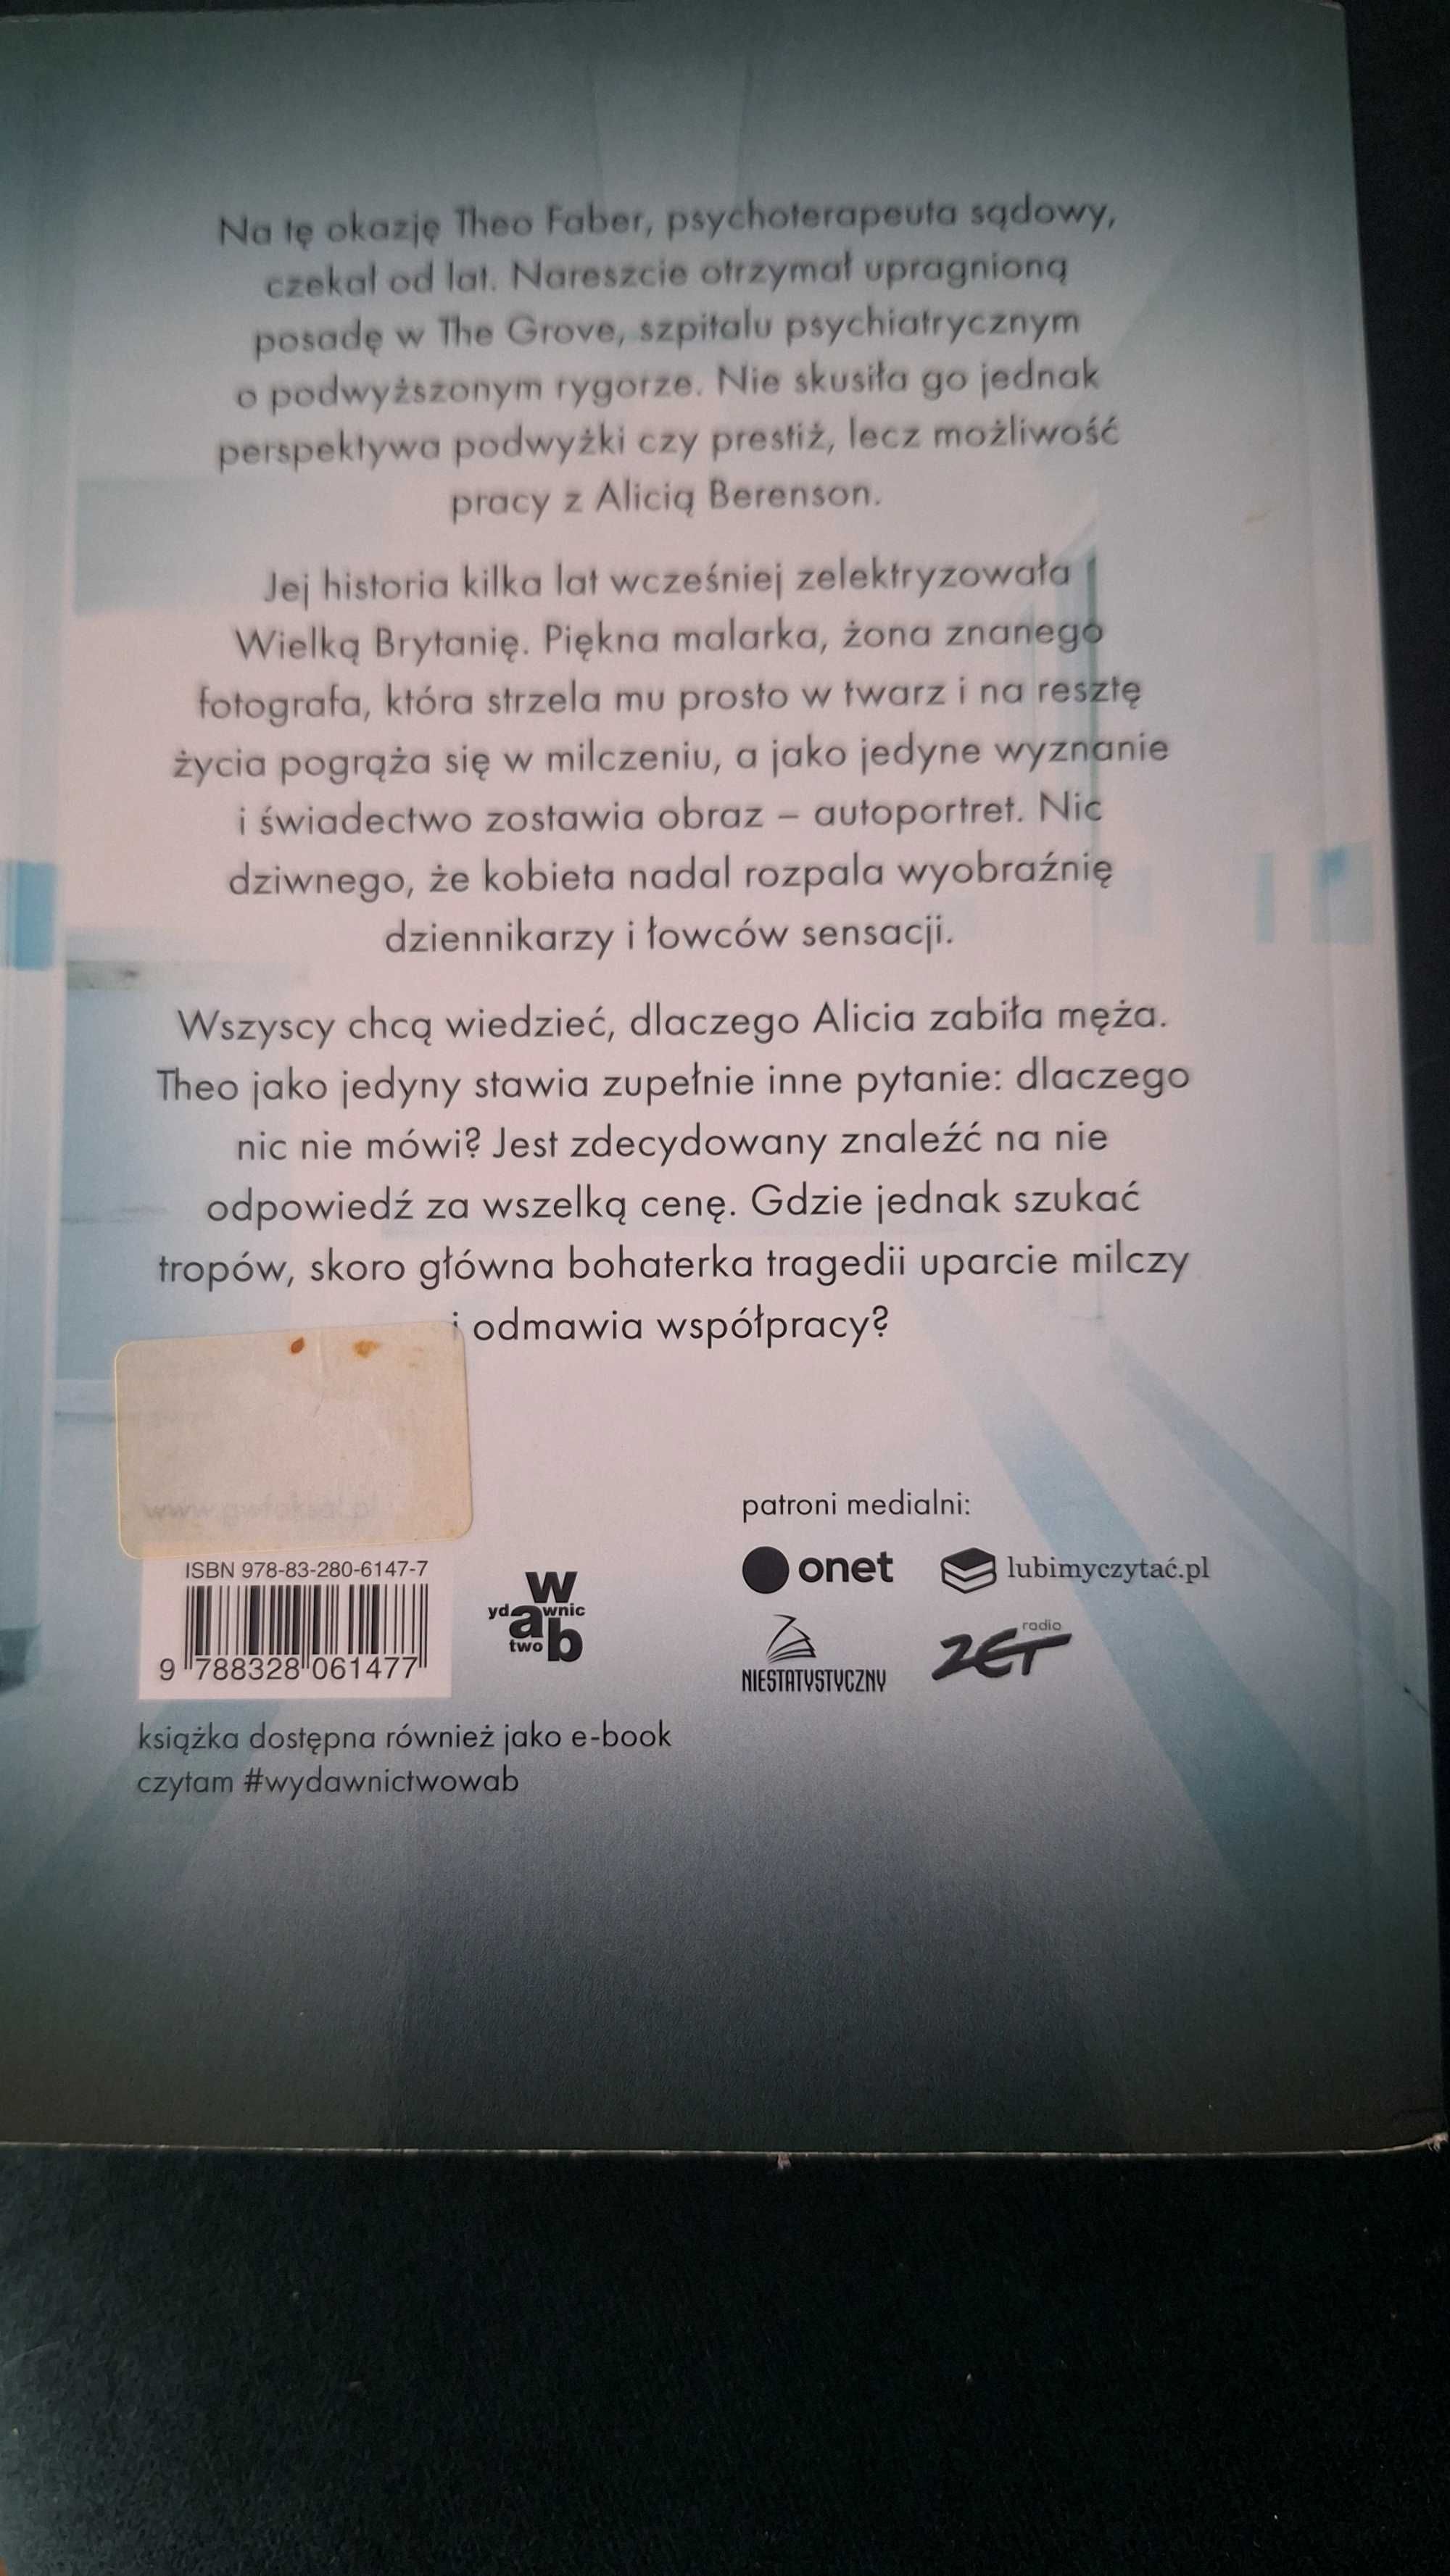 Na tę okazję Theo Faber, psychoterapeuta sądowy,
czekał od lat. Nareszcie otrzymał upragnioną
posadę w The Grove, szpitalu psychiatrycznym
o podwyższonym rygorze. Nie skusiła go jednak
perspektywa podwyżki czy prestiż, lecz możliwość
pracy z Alicią Berenson.
Jej historia kilka lat wcześniej zelektryzowała
Wielką Brytanię. Piękna malarka, żona znanego
fotografa, która strzela mu prosto w twarz i na resztę
życia pogrąża się w milczeniu, a jako jedyne wyznanie
i świadectwo zostawia obraz – autoportret. Nic
dziwnego, że kobieta nadal rozpala wyobraźnię
dziennikarzy i łowców sensacji.
Wszyscy chcą wiedzieć, dlaczego Alicia zabiła męża.
Theo jako jedyny stawia zupełnie inne pytanie: dlaczego
nic nie mówi? Jest zdecydowany znaleźć na nie
odpowiedź za wszelką cenę. Gdzie jednak szukać
tropów, skoro główna bohaterka tragedii uparcie milczy
i odmawia współpracy?
ISBN 978-83-280-6147-7
9 788328 061477
w
ydawnic
two b
patroni medialni:
onet
lubimyczytać.pl
NIESTATYSTYCZNY
radio
ZET
książka dostępna również jako e-book
czytam #wydawnictwowab